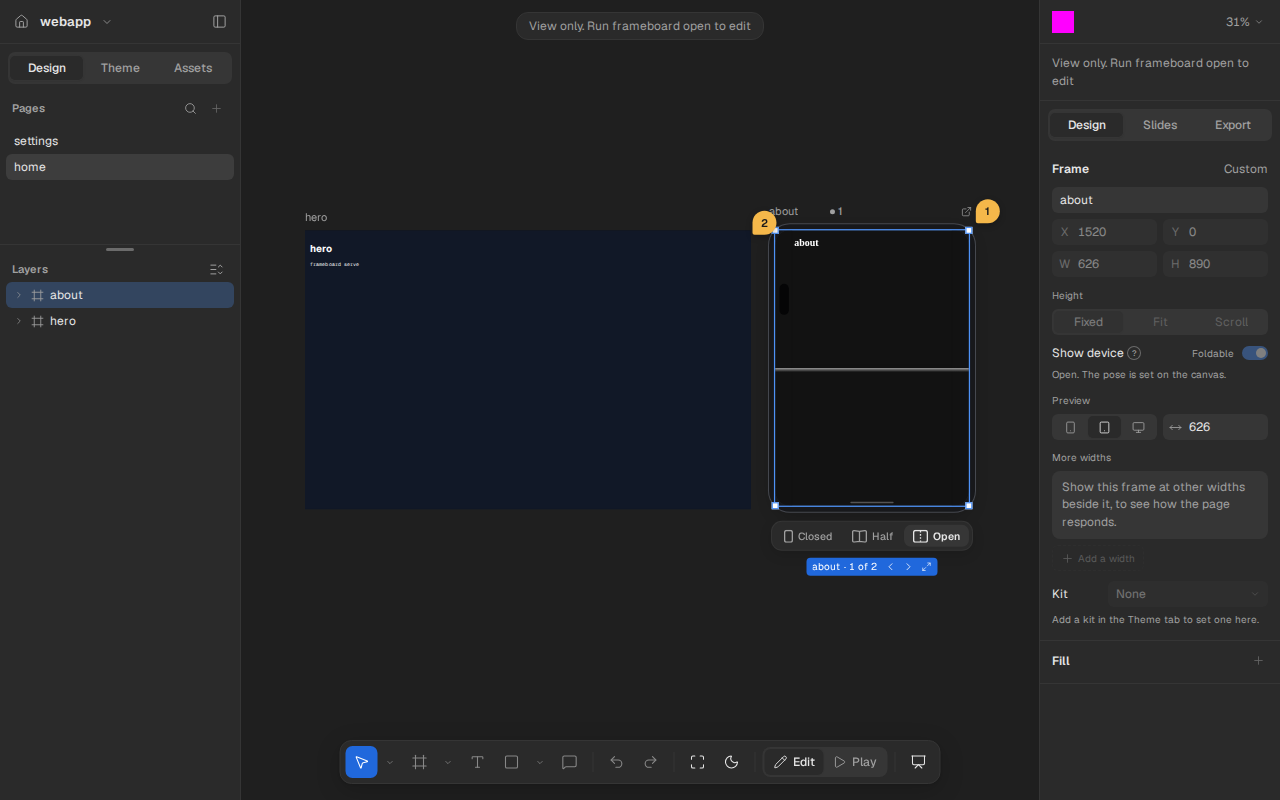 webapp
View only. Run frameboard open to edit
31%
Design
Theme
Assets
View only. Run frameboard open to
edit
Pages
Design
Slides
Export
settings
home
Frame
Custom
about
X 1520
Y 0
W 626
H 890
hero
about
1
1
2
hero
frameboard serve
about
Layers
about
hero
Height
Fixed
Fit
Scroll
Show device ?
Foldable
Open. The pose is set on the canvas.
Preview
626
More widths
Show this frame at other widths
beside it, to see how the page
responds.
Add a width
Closed
Half
Open
about · 1 of 2
Kit
None
Add a kit in the Theme tab to set one here.
Fill
Edit
Play